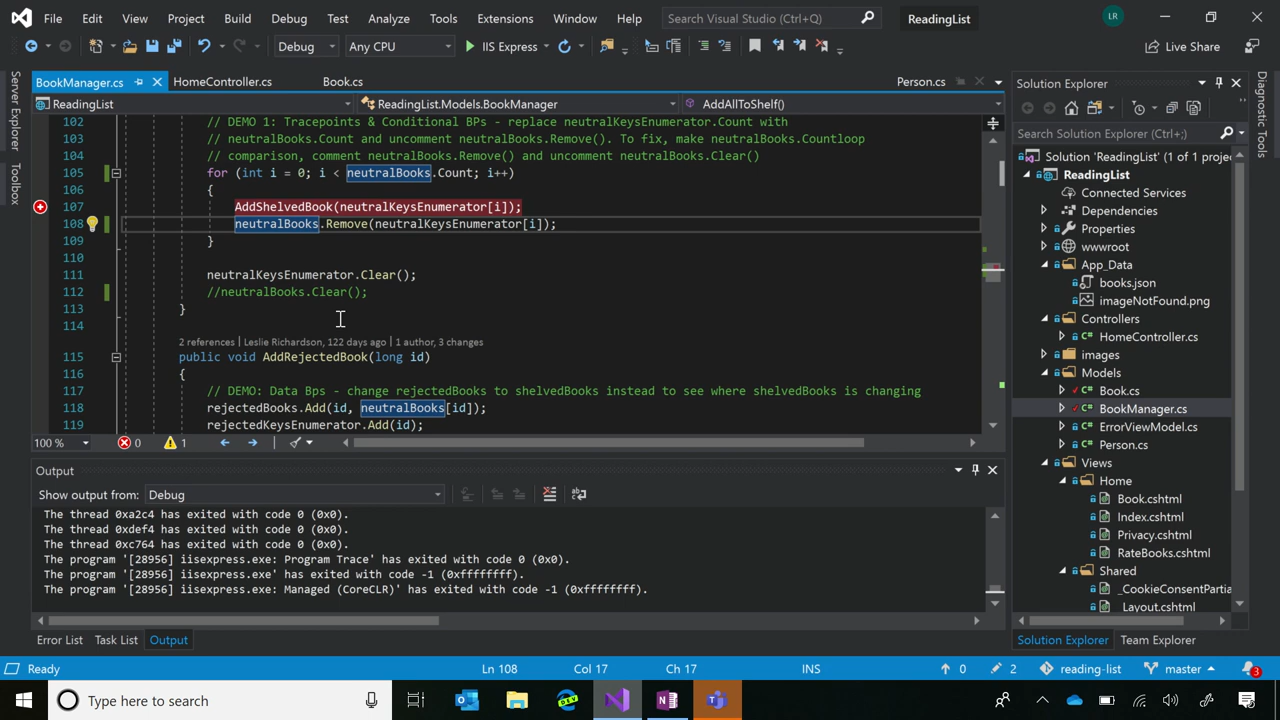 File Edit View Project Build Debug Test Analyze Tools Extensions Window Help Search Visual Studio ReadingList LR
Debug Any CPU IIS Express Live Share
Server Explorer
Toolbox
BookManager.cs HomeController.cs Book.cs Person.cs
ReadingList ReadingList.Models.BookManager AddAllToShelf()
102 // DEMO 1: Tracepoints & Conditional BPs - replace neutralKeysEnumerator.Count with
103 // neutralBooks.Count and uncomment neutralBooks.Remove(). To fix, make neutralBooks.Countloop
104 // comparison, comment neutralBooks.Remove() and uncomment neutralBooks.Clear()
105 for (int i = 0; i < neutralBooks.Count; i++)
106 {
107 AddShelvedBook(neutralKeysEnumerator[i]);
108 neutralBooks.Remove(neutralKeysEnumerator[i]);
109 }
110
111 neutralKeysEnumerator.Clear();
112 //neutralBooks.Clear();
113 }
114
2 references | Leslie Richardson, 122 days ago | 1 author, 3 changes
115 public void AddRejectedBook(long id)
116 {
117 // DEMO: Data Bps - change rejectedBooks to shelvedBooks instead to see where shelvedBooks is changing
118 rejectedBooks.Add(id, neutralBooks[id]);
119 rejectedKeysEnumerator.Add(id);
100 % 0 1
Output
Show output from: Debug
The thread 0xa2c4 has exited with code 0 (0x0).
The thread 0xdef4 has exited with code 0 (0x0).
The thread 0xc764 has exited with code 0 (0x0).
The program '[28956] iisexpress.exe: Program Trace' has exited with code 0 (0x0).
The program '[28956] iisexpress.exe' has exited with code -1 (0xffffffff).
The program '[28956] iisexpress.exe: Managed (CoreCLR)' has exited with code -1 (0xffffffff).
Error List Task List Output
Solution Explorer
Search Solution Explorer (Ctrl+;)
Solution 'ReadingList' (1 of 1 projec
ReadingList
Connected Services
Dependencies
Properties
wwwroot
App_Data
books.json
imageNotFound.png
Controllers
C# HomeController.cs
images
Models
C# Book.cs
C# BookManager.cs
C# ErrorViewModel.cs
C# Person.cs
Views
Home
Book.cshtml
Index.cshtml
Privacy.cshtml
RateBooks.cshtml
Shared
_CookieConsentPartia
_Layout.cshtml
Solution Explorer Team Explorer
Diagnostic Tools
Ready Ln 108 Col 17 Ch 17 INS 0 2 reading-list master 3
Type here to search